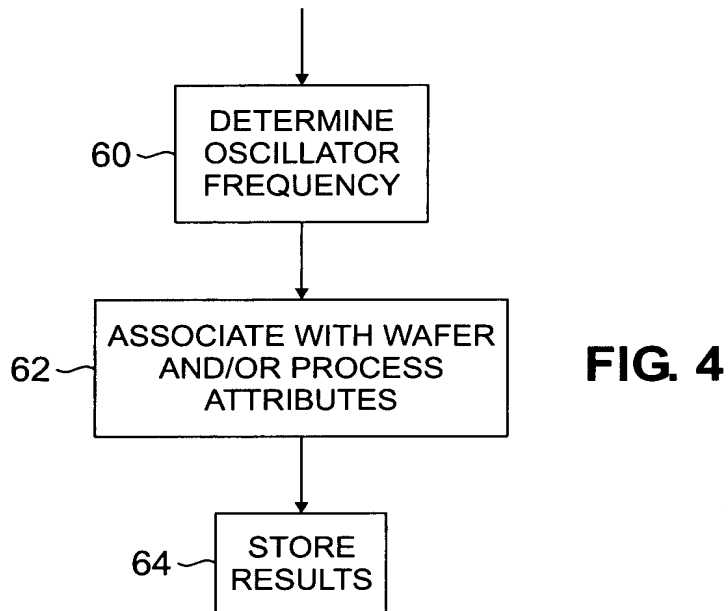 DETERMINE
OSCILLATOR
FREQUENCY
60
ASSOCIATE WITH WAFER
AND/OR PROCESS
ATTRIBUTES
62
FIG. 4
STORE
RESULTS
64